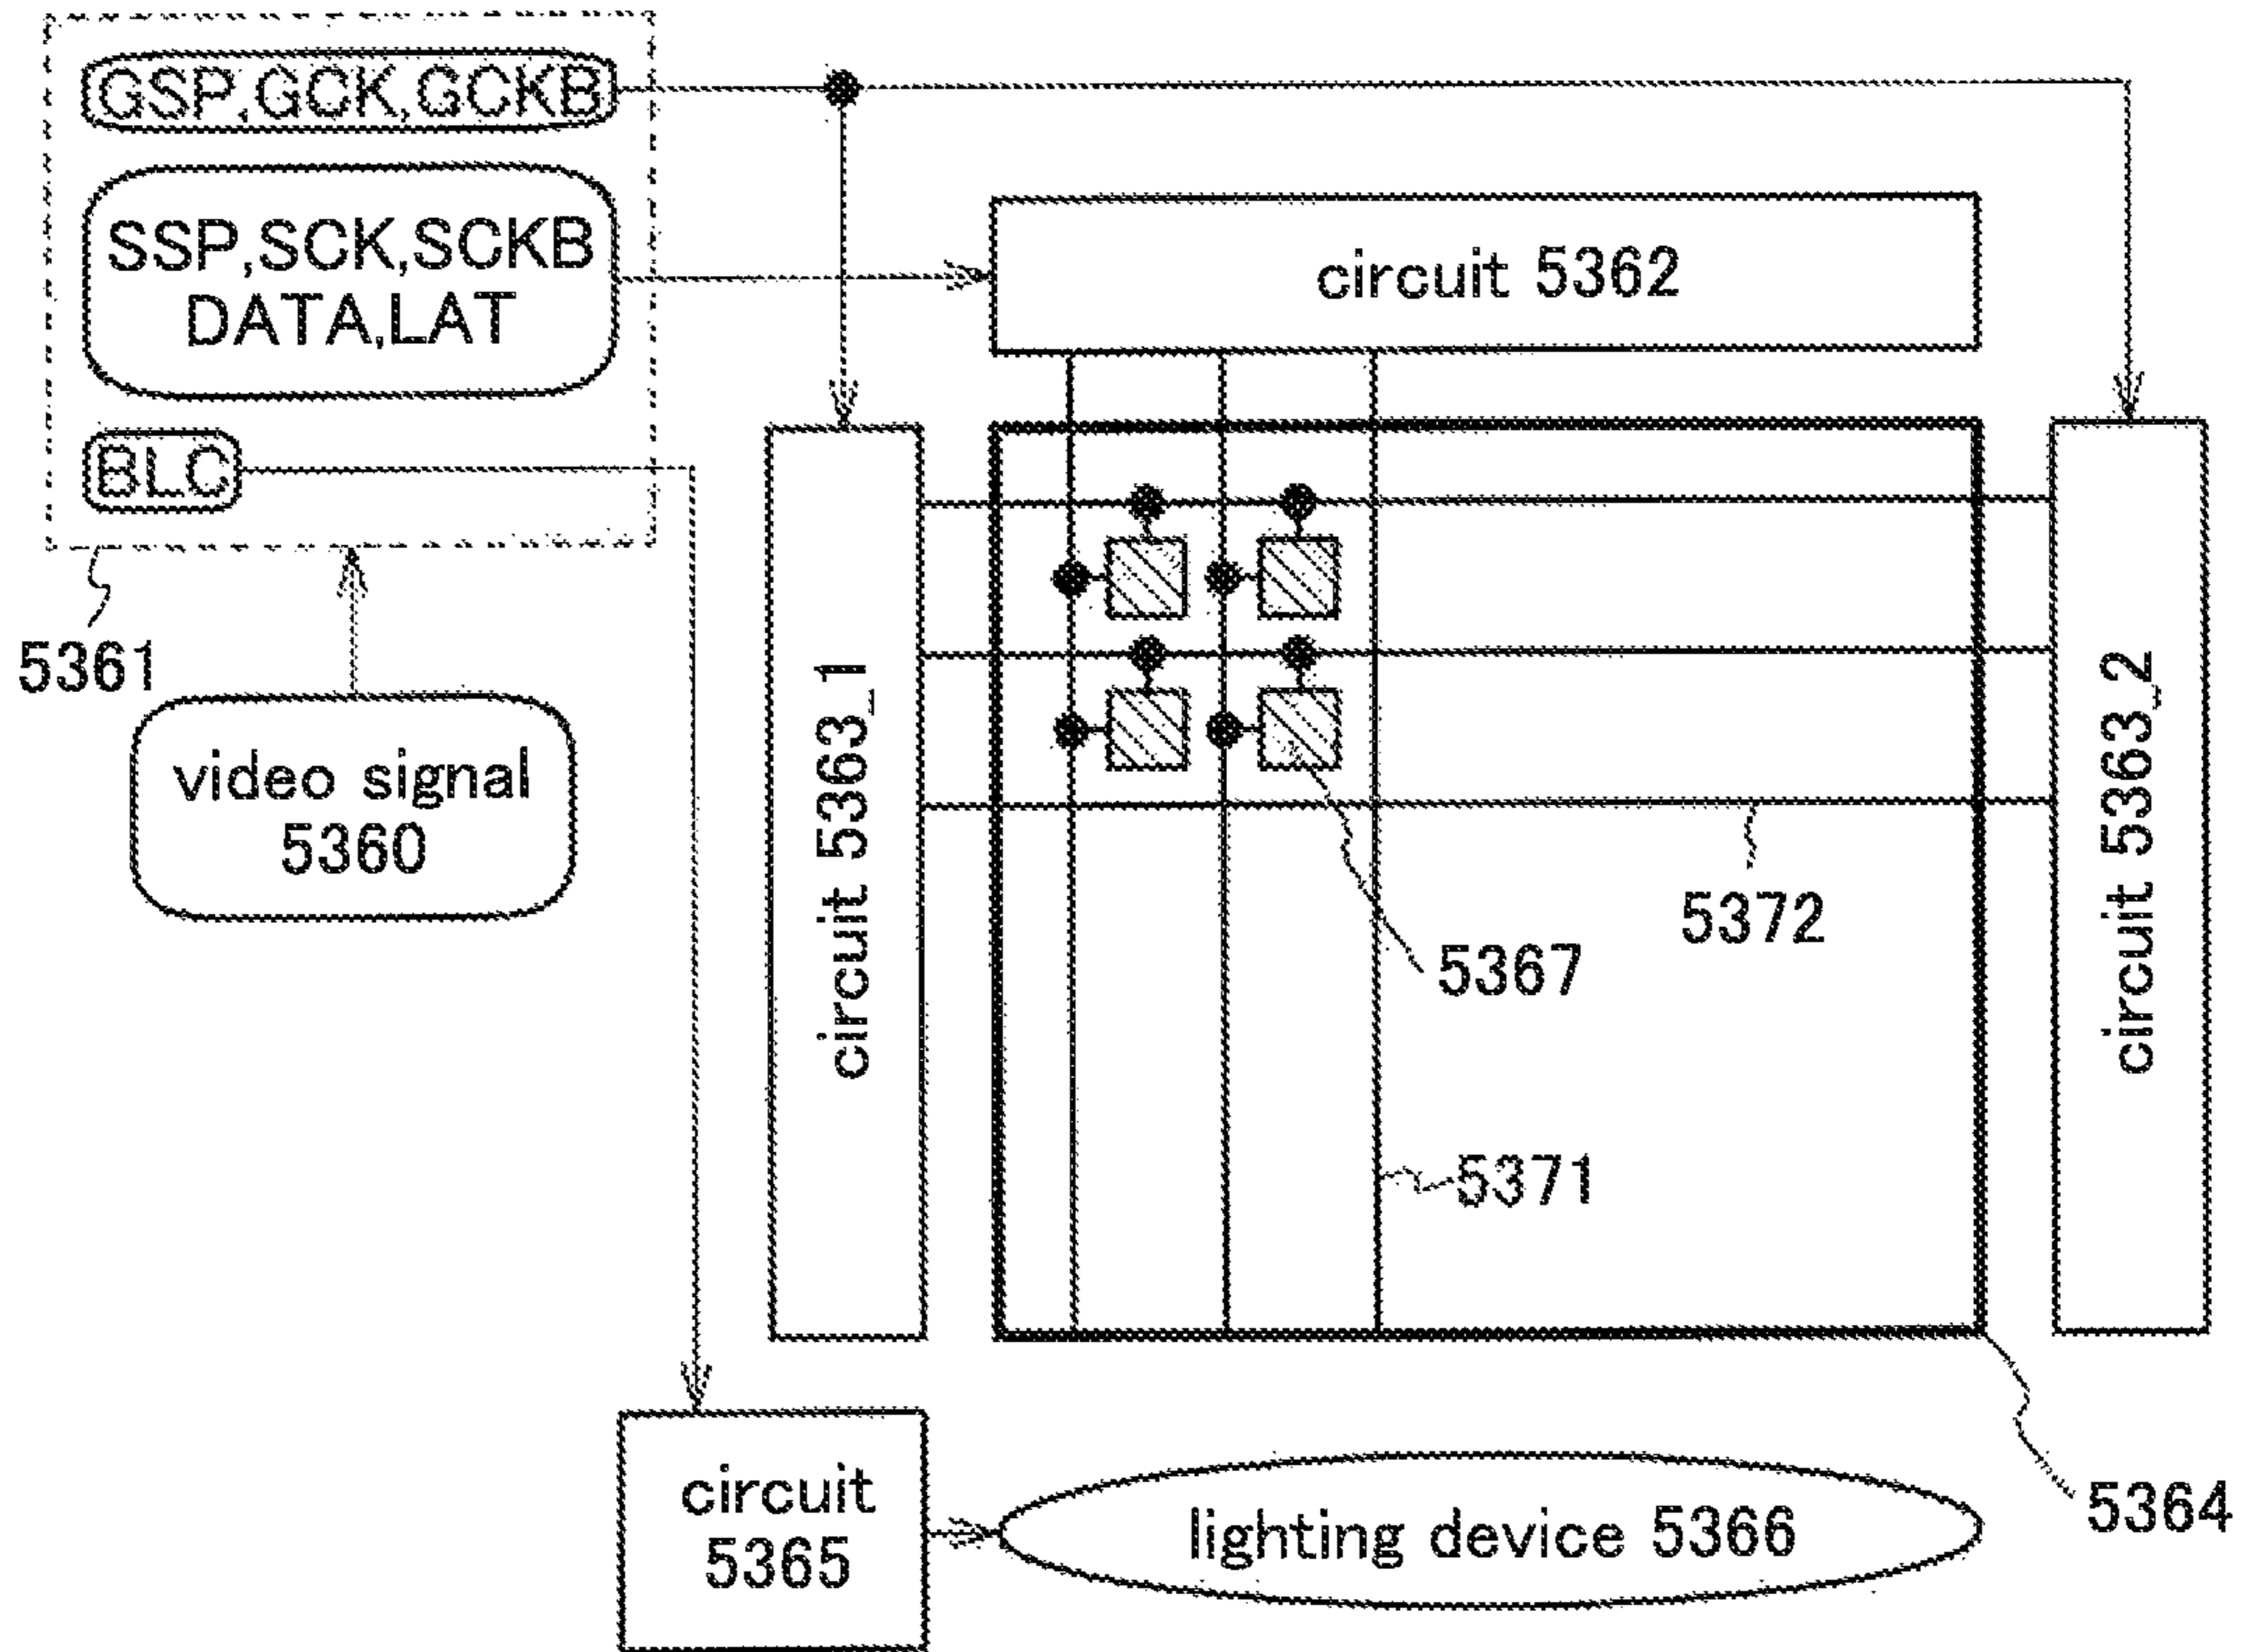 GSP,GCK,GCKB
SSP,SCK,SCKB
DATA,LAT
BLC
5361
video signal
5360
circuit 5362
circuit 5363_1
circuit 5363_2
5372
5367
5371
5364
circuit
5365
lighting device 5366